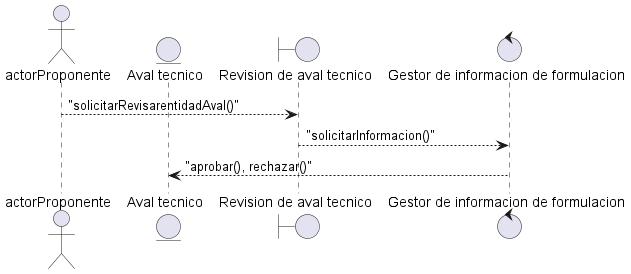 actorProponente Aval tecnico Revision de aval tecnico Gestor de informacion de formulacion
"solicitarRevisarentidadAval()"
"solicitarInformacion()"
"aprobar(), rechazar()"
actorProponente Aval tecnico Revision de aval tecnico Gestor de informacion de formulacion